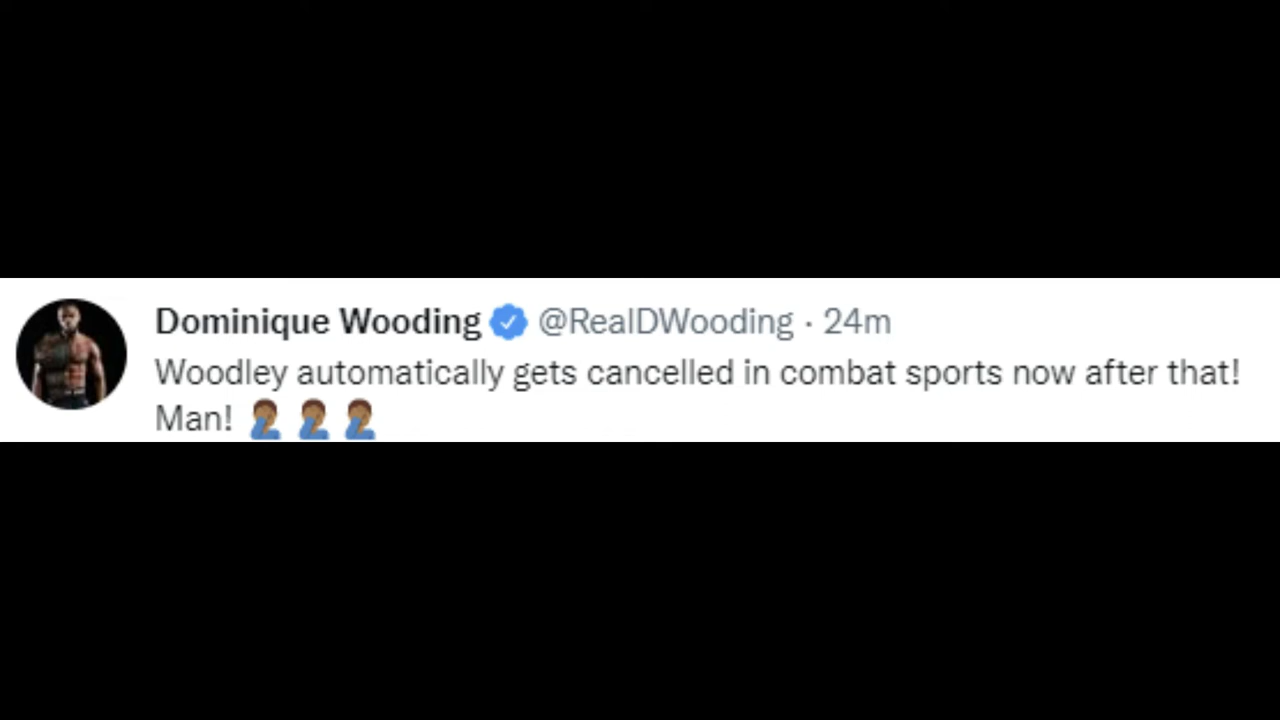 Dominique Wooding @RealDWooding · 24m
Woodley automatically gets cancelled in combat sports now after that!
Man! 🤦🏾‍♂️🤦🏾‍♂️🤦🏾‍♂️